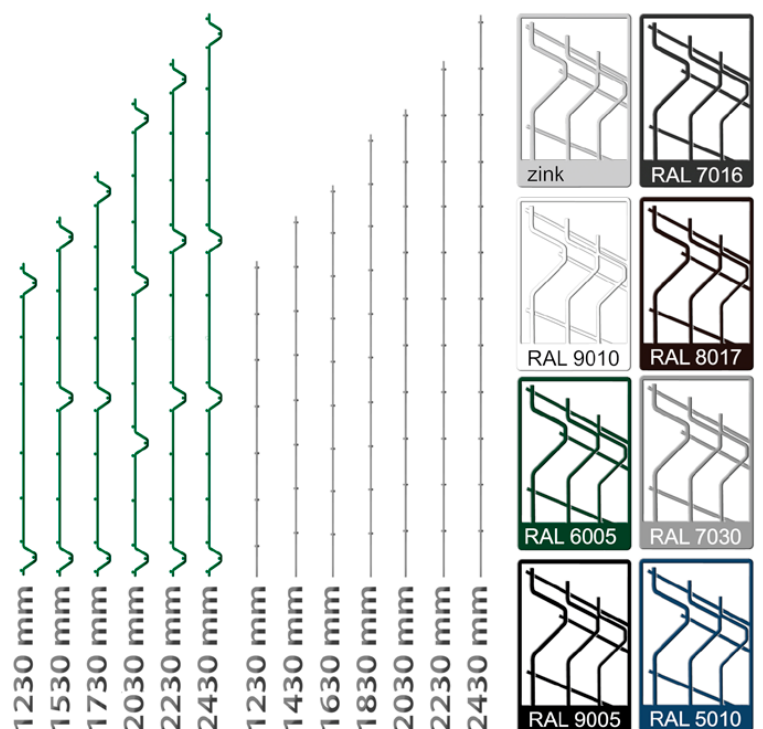 1230 mm
1530 mm
1730 mm
2030 mm
2230 mm
2430 mm
1230 mm
1430 mm
1630 mm
1830 mm
2030 mm
2230 mm
2430 mm
zink
RAL 7016
RAL 9010
RAL 8017
RAL 6005
RAL 7030
RAL 9005
RAL 5010